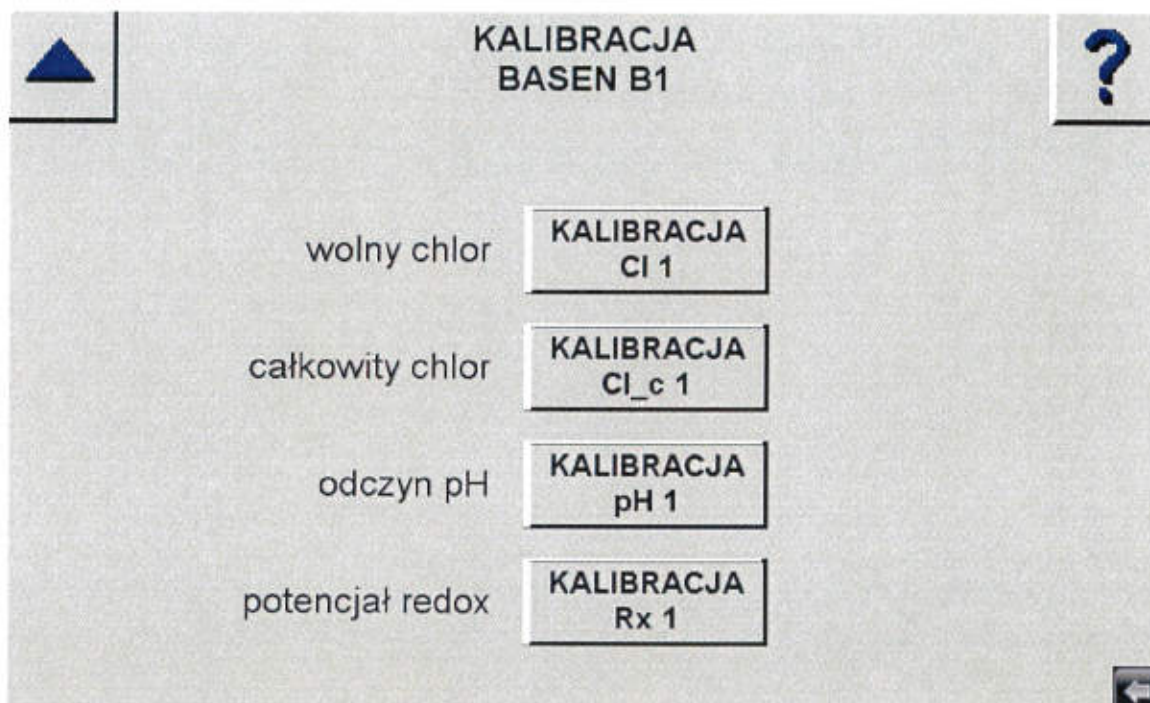 KALIBRACJA
BASEN B1
?
wolny chlor
KALIBRACJA
Cl 1
całkowity chlor
KALIBRACJA
Cl_c 1
odczyn pH
KALIBRACJA
pH 1
potencjał redox
KALIBRACJA
Rx 1